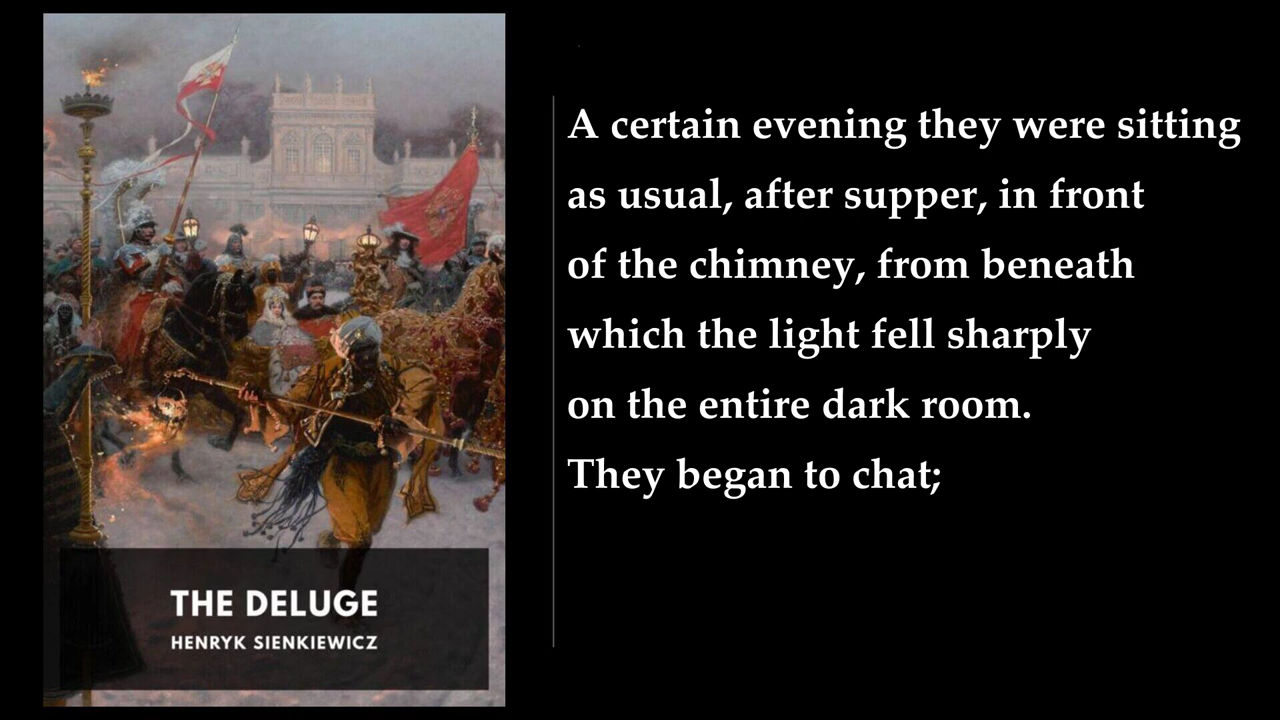 THE DELUGE
HENRYK SIENKIEWICZ
A certain evening they were sitting
as usual, after supper, in front
of the chimney, from beneath
which the light fell sharply
on the entire dark room.
They began to chat;